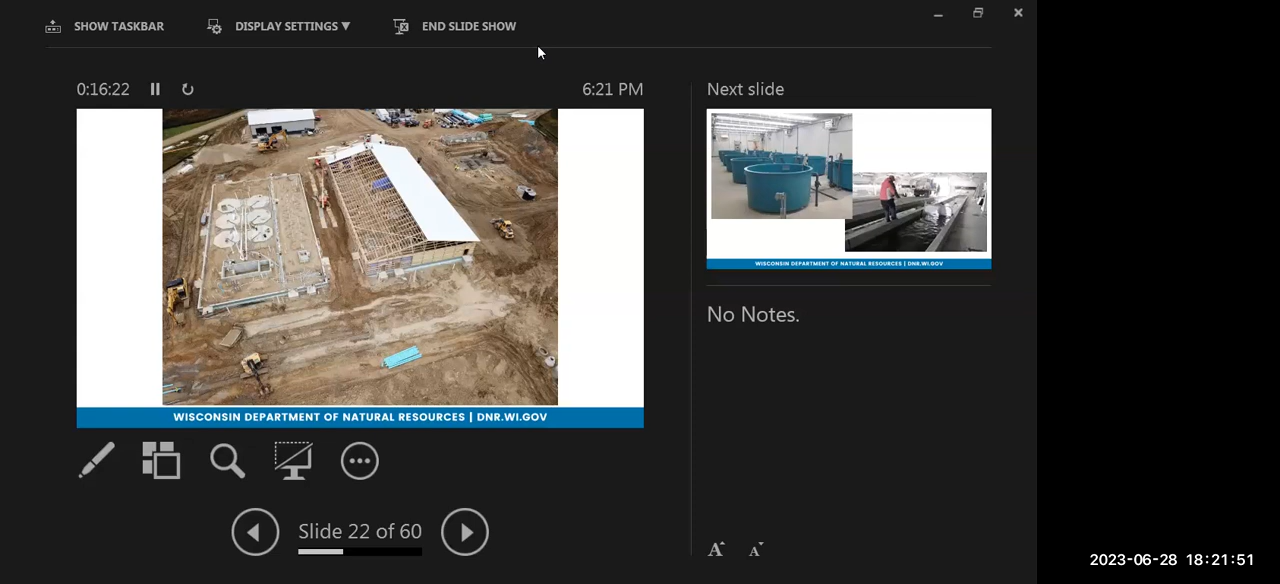 SHOW TASKBAR
DISPLAY SETTINGS ▼
END SLIDE SHOW
0:16:22
6:21 PM
Next slide
WISCONSIN DEPARTMENT OF NATURAL RESOURCES | DNR.WI.GOV
WISCONSIN DEPARTMENT OF NATURAL RESOURCES | DNR.WI.GOV
No Notes.
Slide 22 of 60
A A
2023-06-28 18:21:51